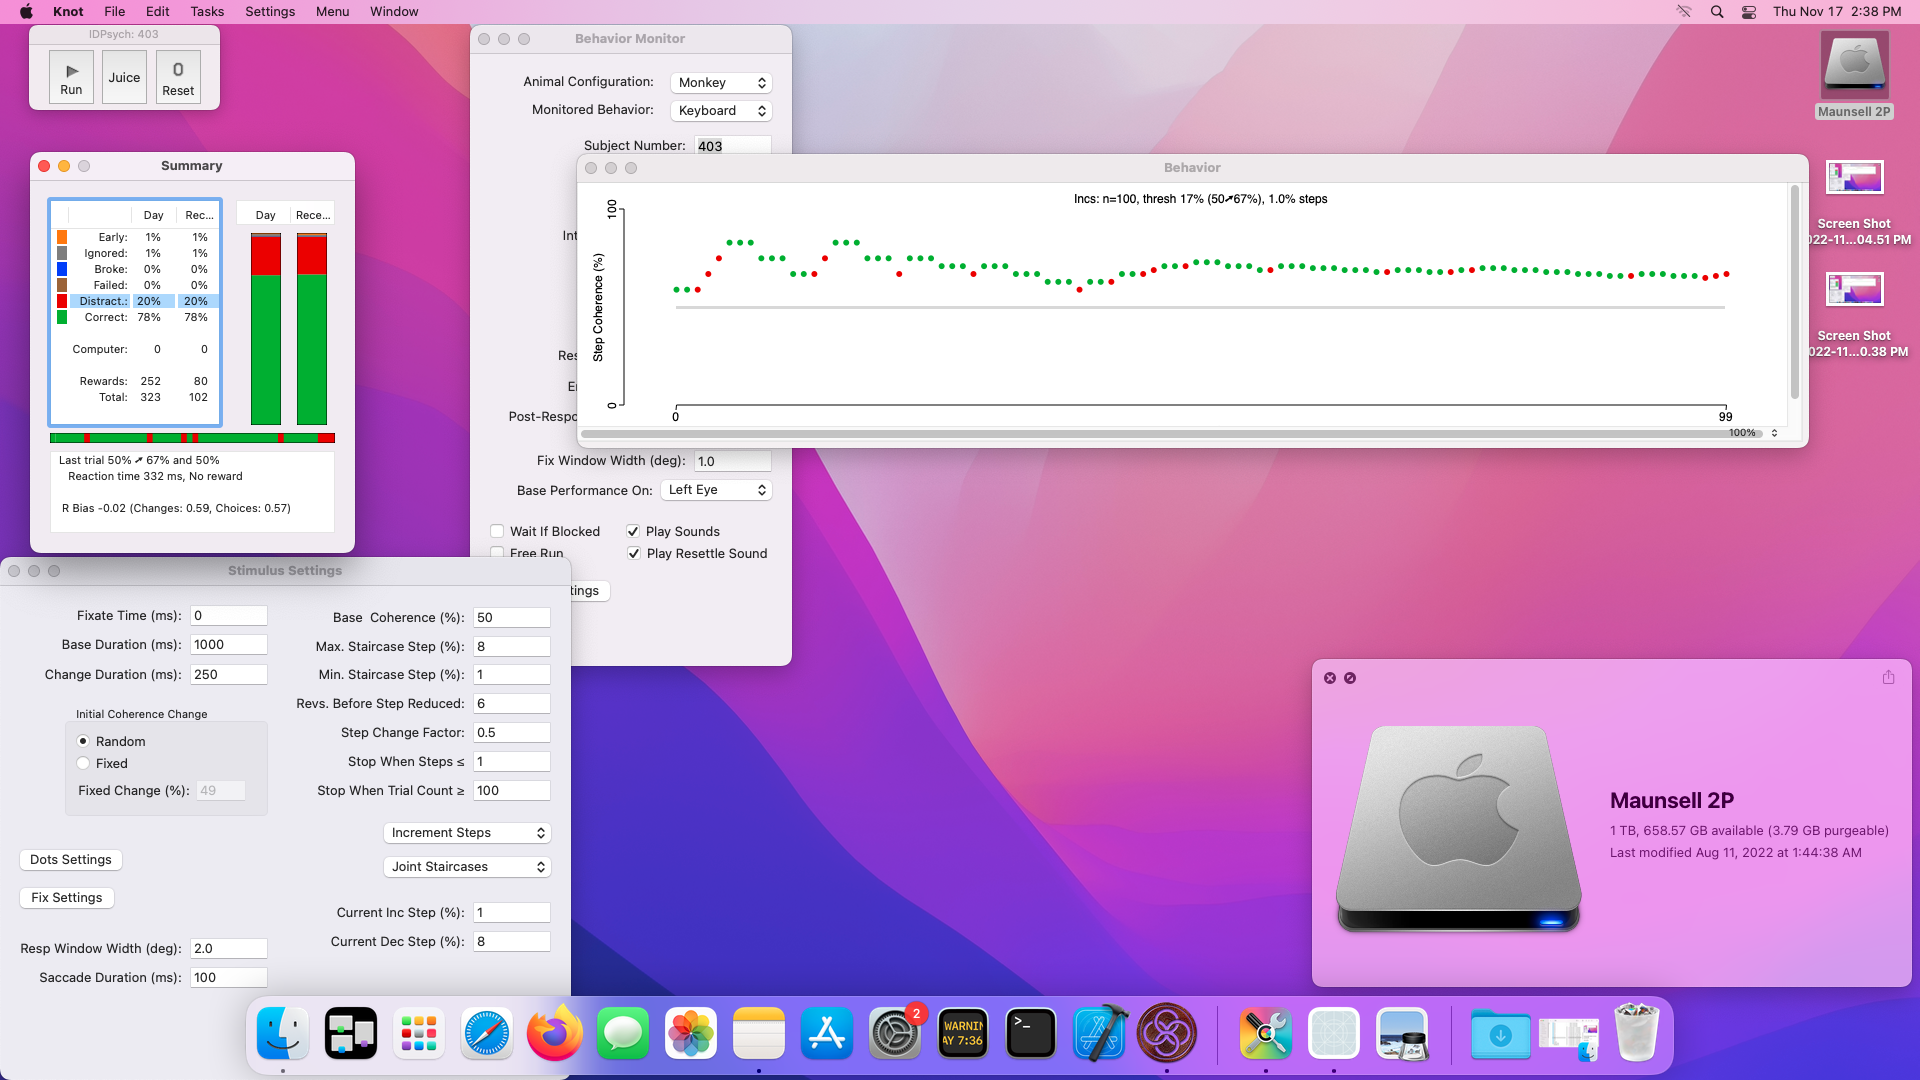 Knot File Edit Tasks Settings Menu Window
Thu Nov 17 2:38 PM
IDPsych: 403
Run
Juice
0
Reset
Summary
Day Rec...
Early: 1% 1%
Ignored: 1% 1%
Broke: 0% 0%
Failed: 0% 0%
Distract.: 20% 20%
Correct: 78% 78%
Computer: 0 0
Rewards: 252 80
Total: 323 102
Day Rece...
Last trial 50% ➚ 67% and 50%
Reaction time 332 ms, No reward
R Bias -0.02 (Changes: 0.59, Choices: 0.57)
Behavior Monitor
Animal Configuration: Monkey
Monitored Behavior: Keyboard
Subject Number: 403
Int
Res
Post-Respo
Fix Window Width (deg): 1.0
Base Performance On: Left Eye
Wait If Blocked
Play Sounds
Free Run
Play Resettle Sound
tings
Behavior
Incs: n=100, thresh 17% (50➚67%), 1.0% steps
Step Coherence (%)
100
0
0
99
100%
Stimulus Settings
Fixate Time (ms): 0
Base Duration (ms): 1000
Change Duration (ms): 250
Initial Coherence Change
Random
Fixed
Fixed Change (%): 49
Dots Settings
Fix Settings
Resp Window Width (deg): 2.0
Saccade Duration (ms): 100
Base Coherence (%): 50
Max. Staircase Step (%): 8
Min. Staircase Step (%): 1
Revs. Before Step Reduced: 6
Step Change Factor: 0.5
Stop When Steps ≤ 1
Stop When Trial Count ≥ 100
Increment Steps
Joint Staircases
Current Inc Step (%): 1
Current Dec Step (%): 8
Maunsell 2P
Screen Shot
022-11...04.51 PM
Screen Shot
022-11...0.38 PM
Maunsell 2P
1 TB, 658.57 GB available (3.79 GB purgeable)
Last modified Aug 11, 2022 at 1:44:38 AM
2
WARNIN
AY 7:36
>_